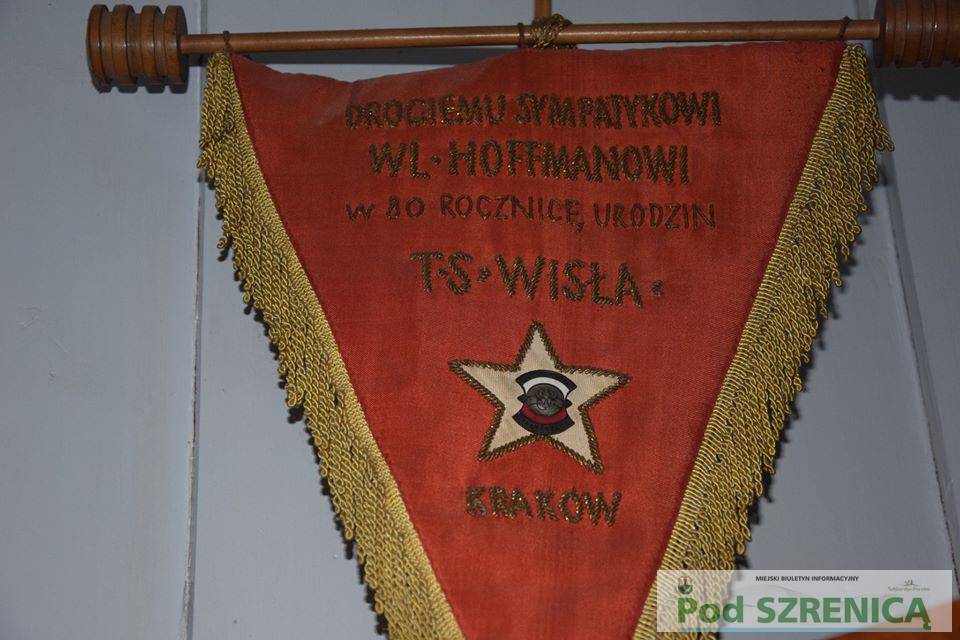 DROGIEMU SYMPATYKOWI
WL·HOFFMANOWI
W 80 ROCZNICĘ URODZIN
T·S·WISŁA·
KRAKÓW
MIEJSKI BIULETYN INFORMACYJNY
Pod SZRENICĄ